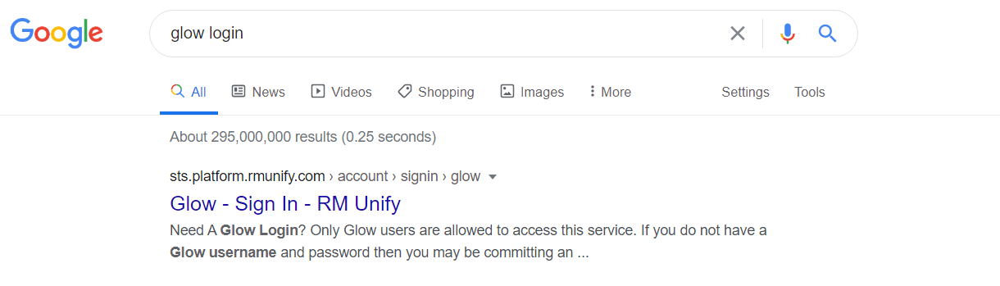 Google
glow login
All News Videos Shopping Images More Settings Tools
About 295,000,000 results (0.25 seconds)
sts.platform.rmunify.com › account › signin › glow
Glow - Sign In - RM Unify
Need A Glow Login? Only Glow users are allowed to access this service. If you do not have a
Glow username and password then you may be committing an ...